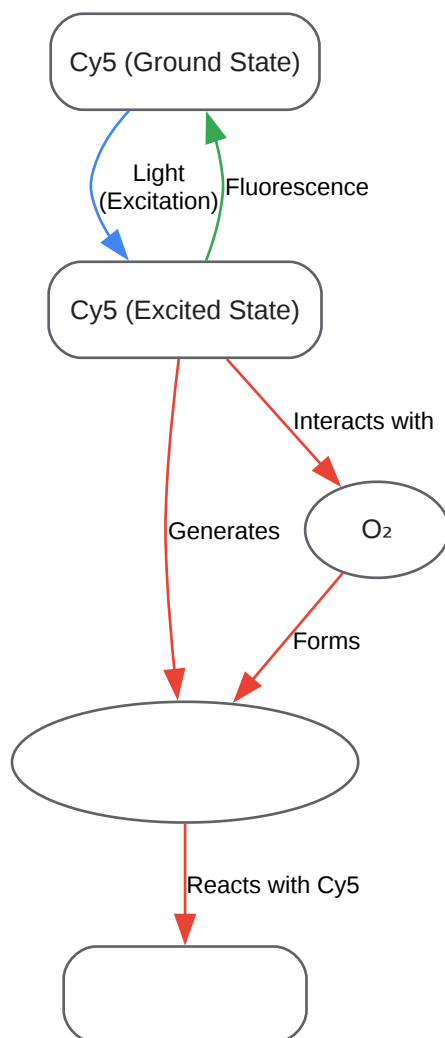 Cy5 (Ground State)
Light
(Excitation)
Fluorescence
Cy5 (Excited State)
Interacts with
Generates
O₂
Forms
Reacts with Cy5